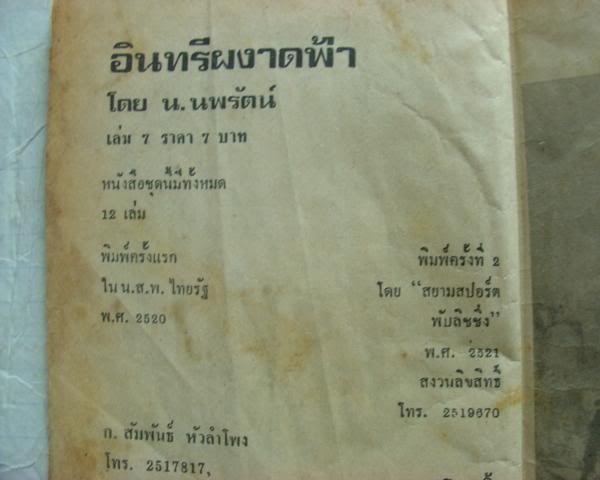 อินทรีผงาดฟ้า
โดย น. นพรัตน์
เล่ม 7 ราคา 7 บาท
หนังสือชุดนี้มีทั้งหมด
12 เล่ม
พิมพ์ครั้งแรก
ใน น.ส.พ. ไทยรัฐ
พ.ศ. 2520
พิมพ์ครั้งที่ 2
โดย "สยามสปอร์ต
พับลิชชิ่ง"
พ.ศ. 2521
สงวนลิขสิทธิ์
โทร. 2519670
ก. สัมพันธ์ หัวลำโพง
โทร. 2517817,